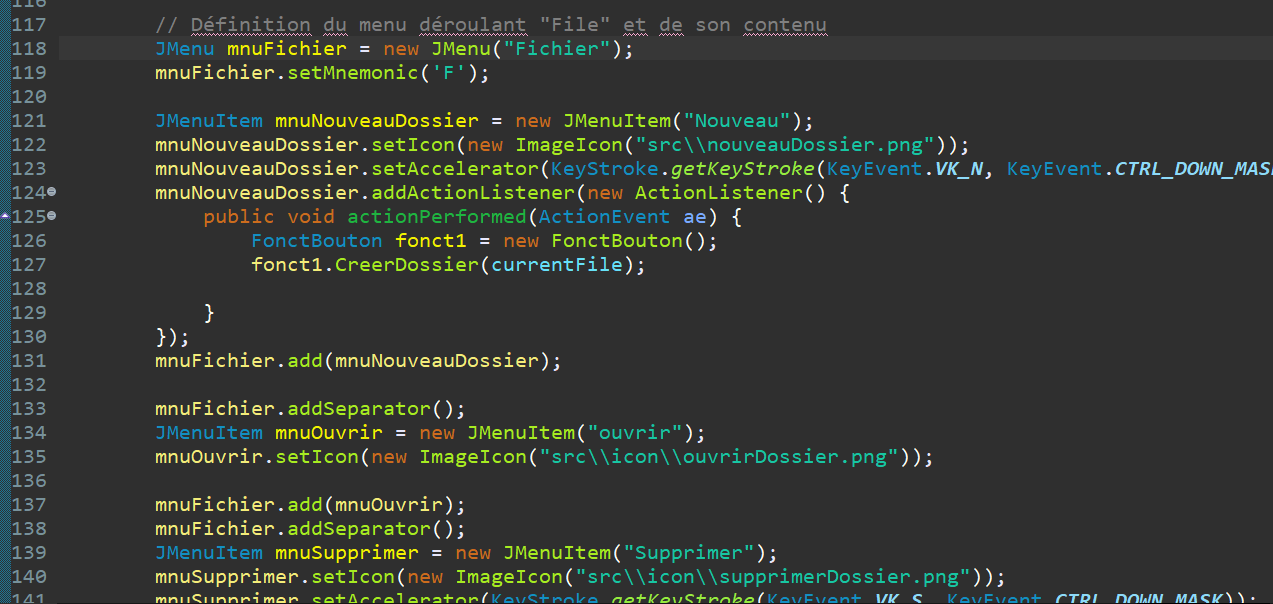 116
117 // Définition du menu déroulant "File" et de son contenu
118 JMenu mnuFichier = new JMenu("Fichier");
119 mnuFichier.setMnemonic('F');
120
121 JMenuItem mnuNouveauDossier = new JMenuItem("Nouveau");
122 mnuNouveauDossier.setIcon(new ImageIcon("src\\nouveauDossier.png"));
123 mnuNouveauDossier.setAccelerator(KeyStroke.getKeyStroke(KeyEvent.VK_N, KeyEvent.CTRL_DOWN_MASK
124 mnuNouveauDossier.addActionListener(new ActionListener() {
125 public void actionPerformed(ActionEvent ae) {
126 FonctBouton fonct1 = new FonctBouton();
127 fonct1.CreerDossier(currentFile);
128
129 }
130 });
131 mnuFichier.add(mnuNouveauDossier);
132
133 mnuFichier.addSeparator();
134 JMenuItem mnuOuvrir = new JMenuItem("ouvrir");
135 mnuOuvrir.setIcon(new ImageIcon("src\\icon\\ouvrirDossier.png"));
136
137 mnuFichier.add(mnuOuvrir);
138 mnuFichier.addSeparator();
139 JMenuItem mnuSupprimer = new JMenuItem("Supprimer");
140 mnuSupprimer.setIcon(new ImageIcon("src\\icon\\supprimerDossier.png"));
141 mnuSupprimer.setAccelerator(KeyStroke.getKeyStroke(KeyEvent.VK_S, KeyEvent.CTRL_DOWN_MASK));